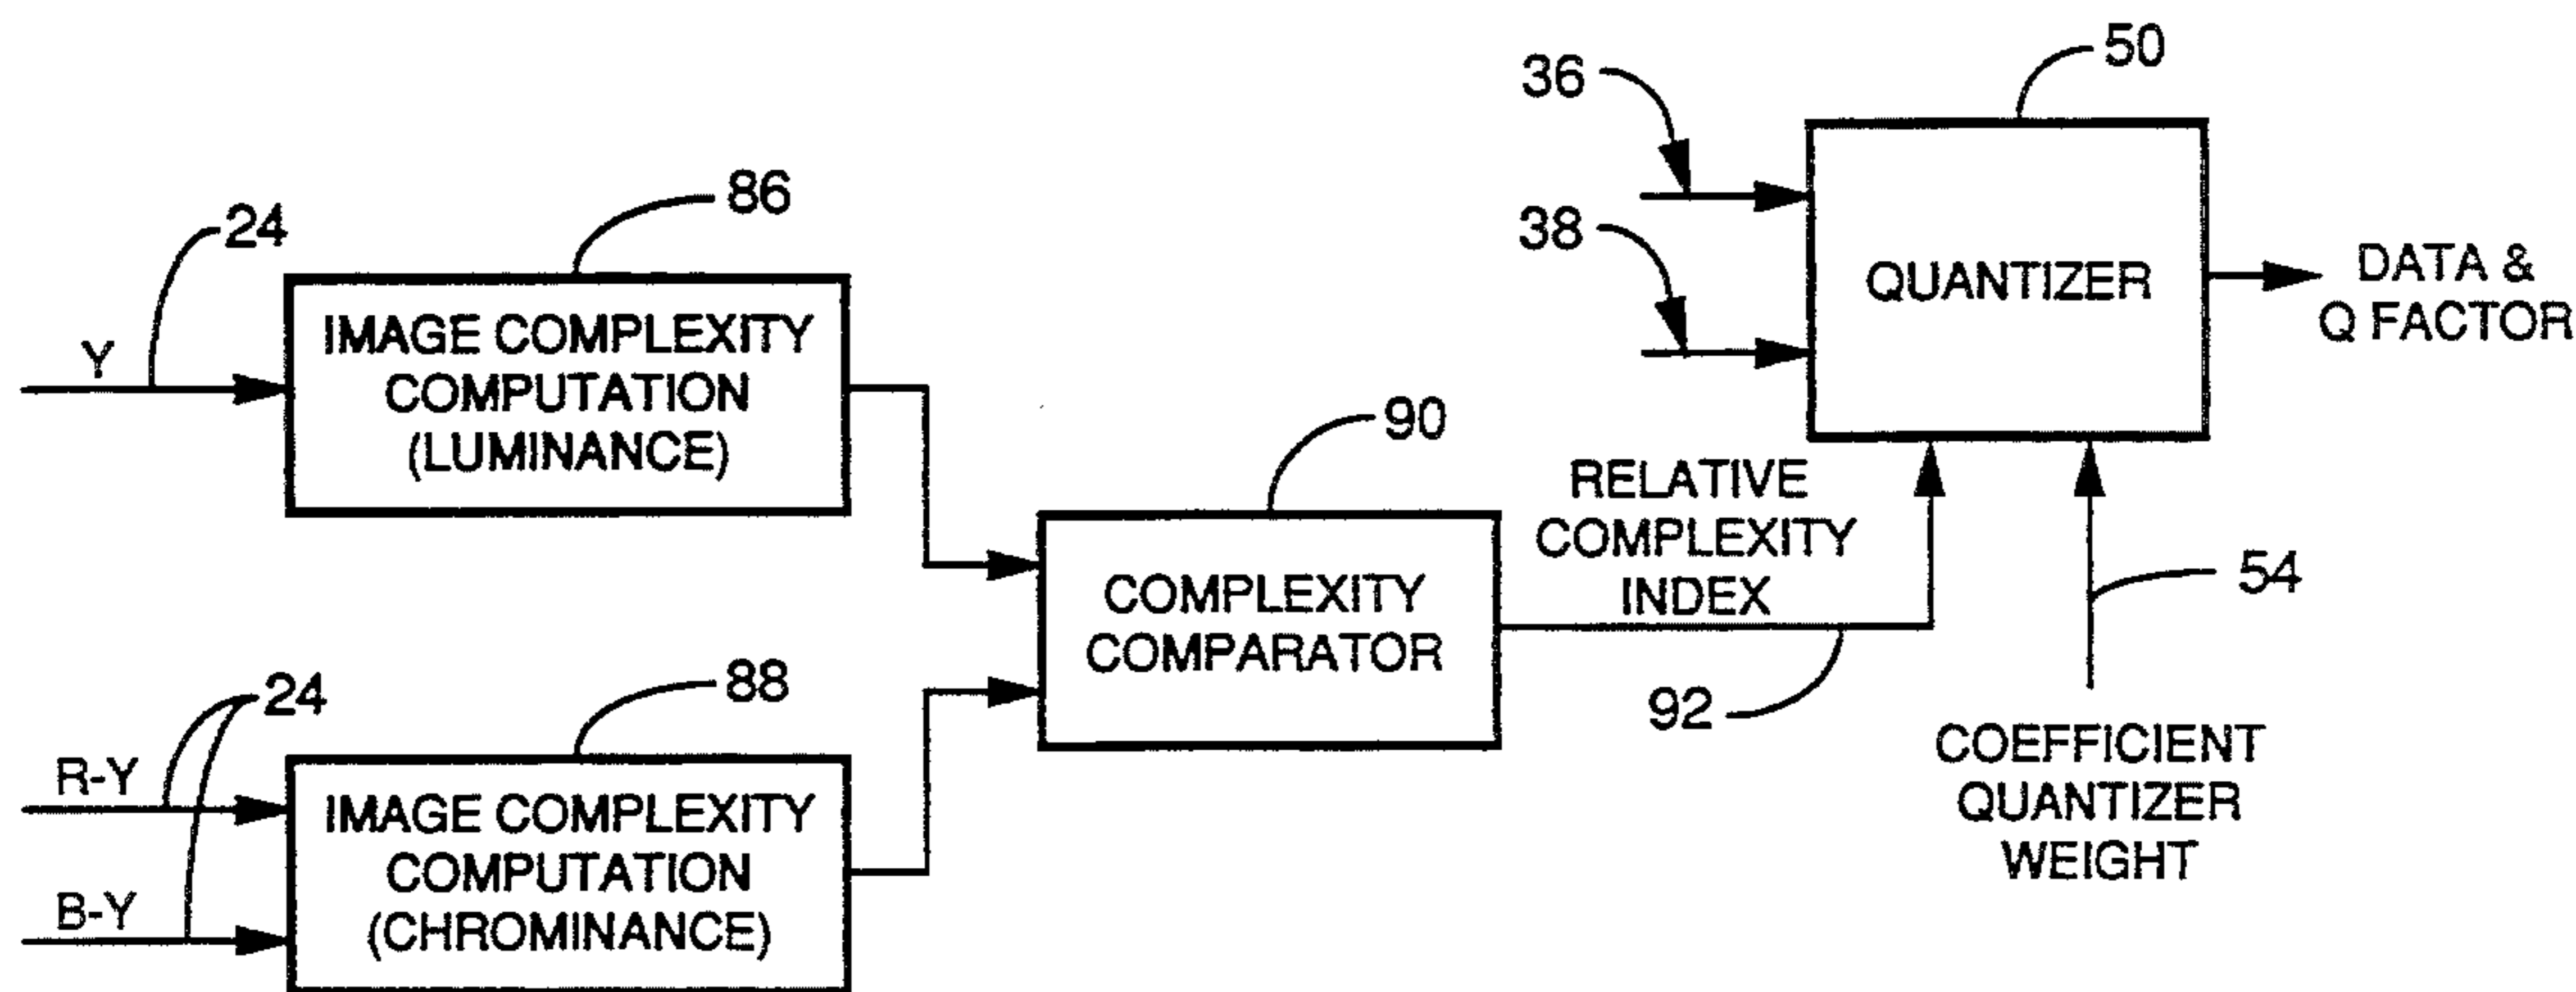 50
36
86
24
38
QUANTIZER
DATA &
Q FACTOR
IMAGE COMPLEXITY
COMPUTATION
(LUMINANCE)
Y
90
RELATIVE
COMPLEXITY
INDEX
COMPLEXITY
COMPARATOR
54
88
24
92
COEFFICIENT
QUANTIZER
WEIGHT
R-Y
B-Y
IMAGE COMPLEXITY
COMPUTATION
(CHROMINANCE)